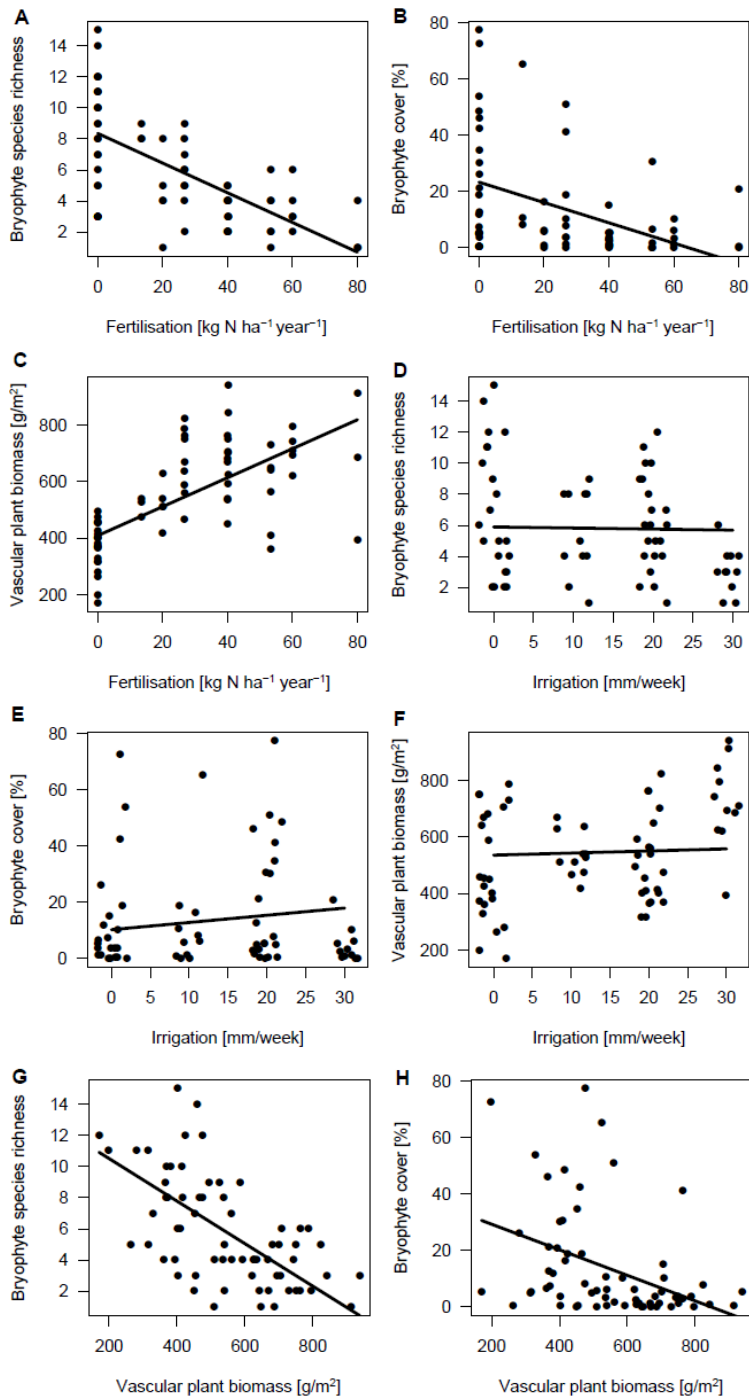 A
Bryophyte species richness
14
12
10
8
6
4
2
0 20 40 60 80
Fertilisation [kg N ha⁻¹ year⁻¹]
B
Bryophyte cover [%]
80
60
40
20
0
0 20 40 60 80
Fertilisation [kg N ha⁻¹ year⁻¹]
C
Vascular plant biomass [g/m²]
800
600
400
200
0 20 40 60 80
Fertilisation [kg N ha⁻¹ year⁻¹]
D
Bryophyte species richness
14
12
10
8
6
4
2
0 5 10 15 20 25 30
Irrigation [mm/week]
E
Bryophyte cover [%]
80
60
40
20
0
0 5 10 15 20 25 30
Irrigation [mm/week]
F
Vascular plant biomass [g/m²]
800
600
400
200
0 5 10 15 20 25 30
Irrigation [mm/week]
G
Bryophyte species richness
14
12
10
8
6
4
2
200 400 600 800
Vascular plant biomass [g/m²]
H
Bryophyte cover [%]
80
60
40
20
0
200 400 600 800
Vascular plant biomass [g/m²]